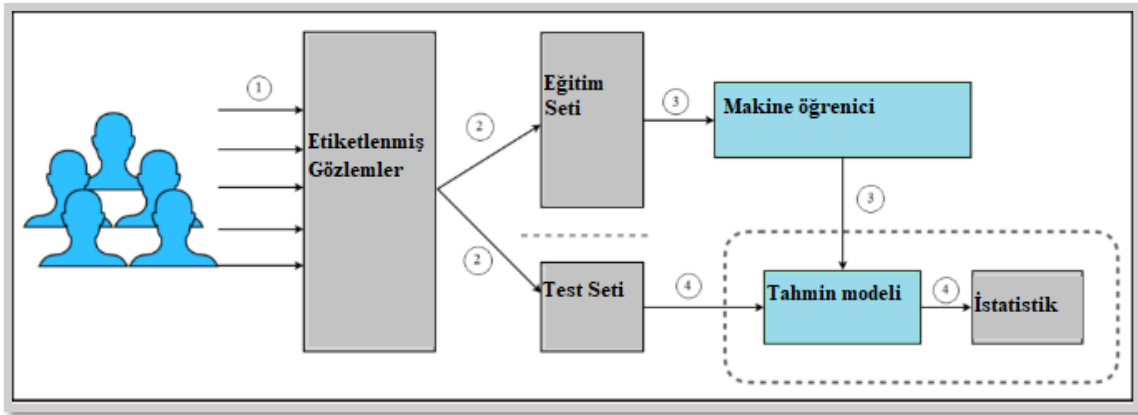 1
Etiketlenmiş
Gözlemler
2
2
Eğitim
Seti
Test Seti
3
Makine öğrenici
3
4
Tahmin modeli
4
İstatistik